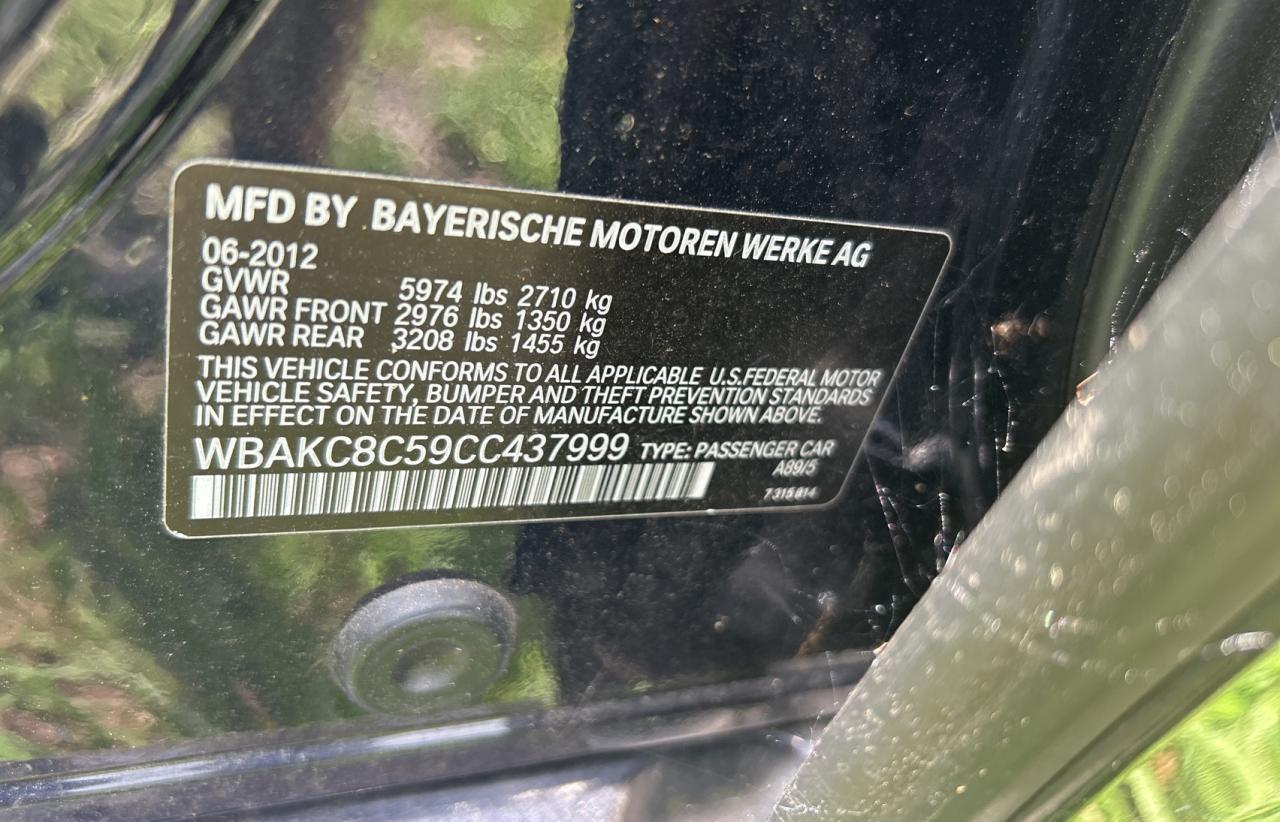 MFD BY BAYERISCHE MOTOREN WERKE AG
06-2012
GVWR 5974 lbs 2710 kg
GAWR FRONT 2976 lbs 1350 kg
GAWR REAR 3208 lbs 1455 kg
THIS VEHICLE CONFORMS TO ALL APPLICABLE U.S.FEDERAL MOTOR
VEHICLE SAFETY, BUMPER AND THEFT PREVENTION STANDARDS
IN EFFECT ON THE DATE OF MANUFACTURE SHOWN ABOVE.
WBAKC8C59CC437999 TYPE: PASSENGER CAR
A89/5
7315814